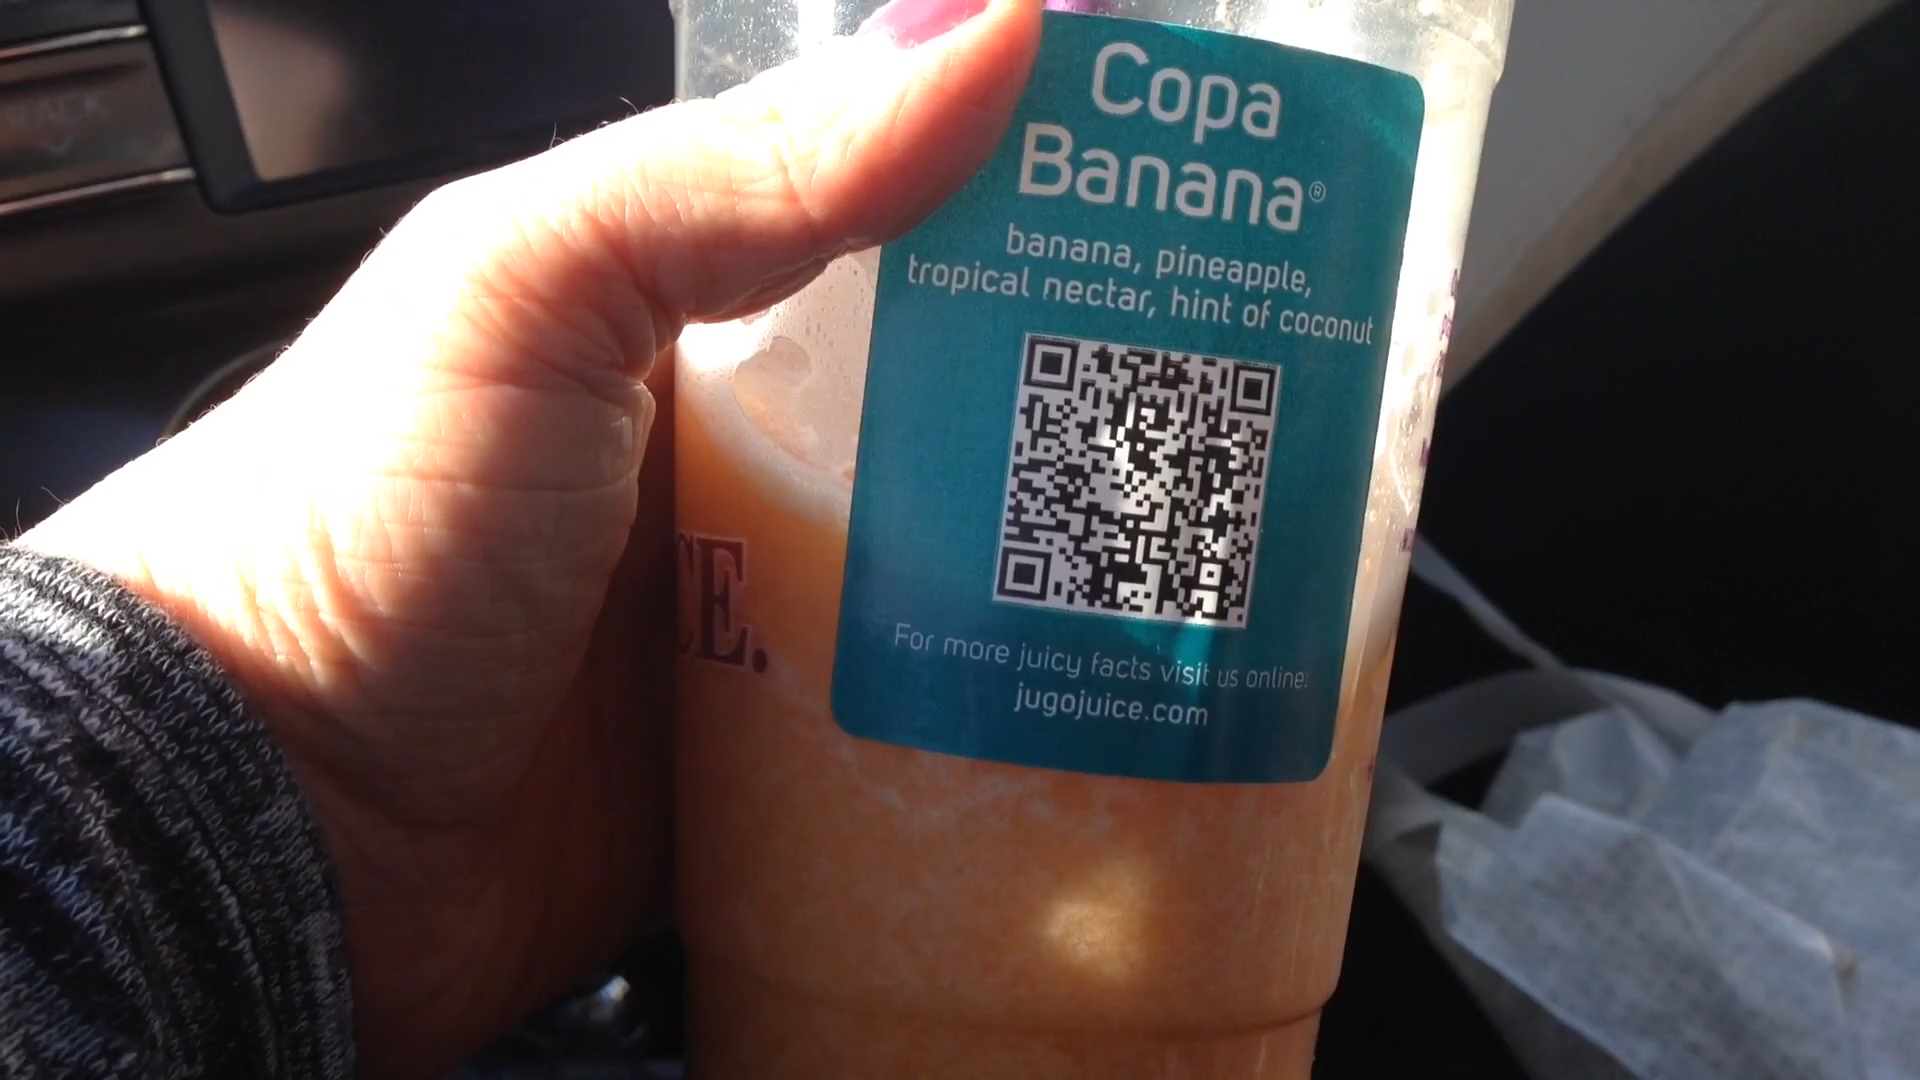 Copa
Banana®
banana, pineapple,
tropical nectar, hint of coconut
For more juicy facts visit us online:
jugojuice.com
CE.
RACK